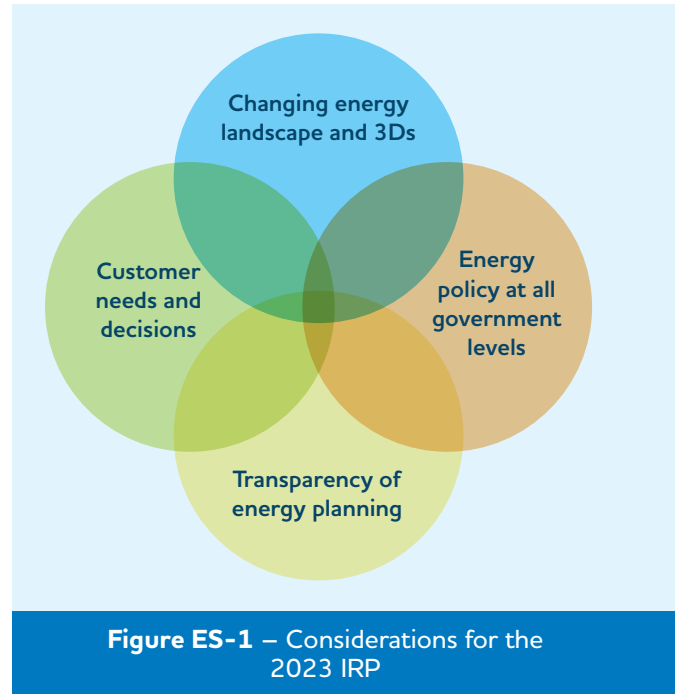 Changing energy
landscape and 3Ds
Customer
needs and
decisions
Energy
policy at all
government
levels
Transparency of
energy planning
Figure ES-1 – Considerations for the
2023 IRP